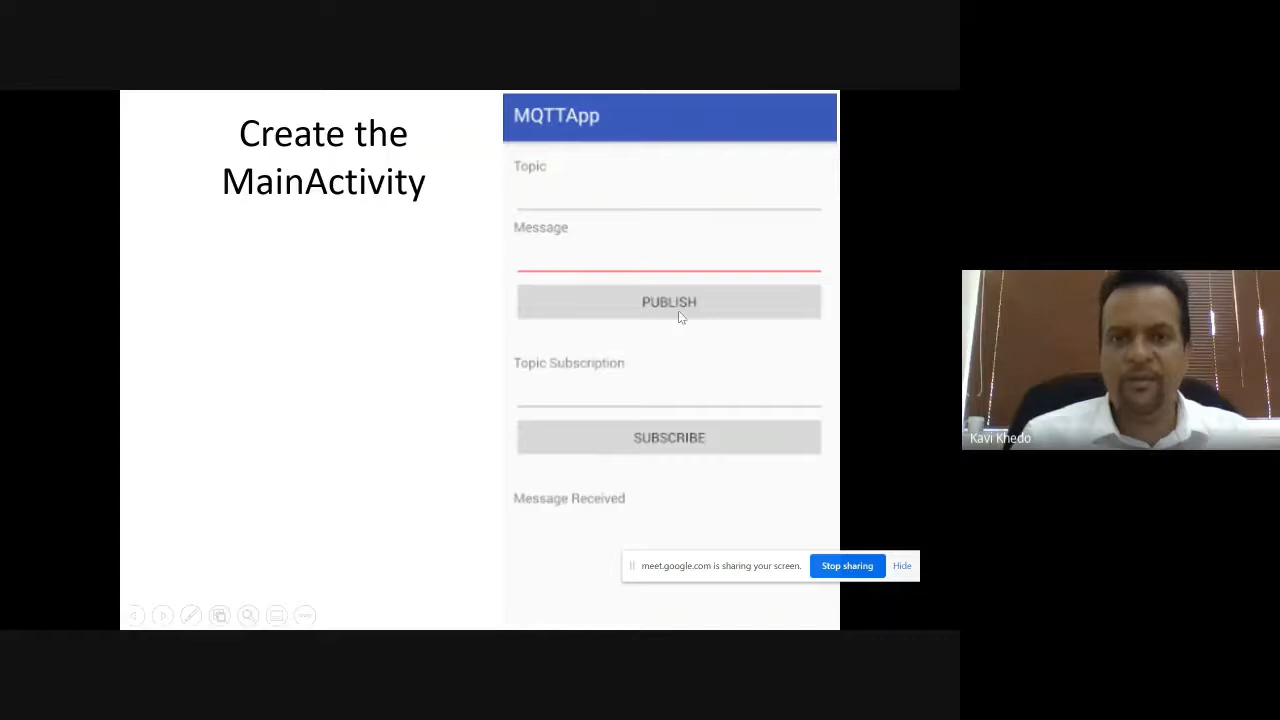 Create the
MainActivity
MQTTApp
Topic
Message
PUBLISH
Topic Subscription
SUBSCRIBE
Message Received
meet.google.com is sharing your screen.
Stop sharing
Hide
Kavi Khedo